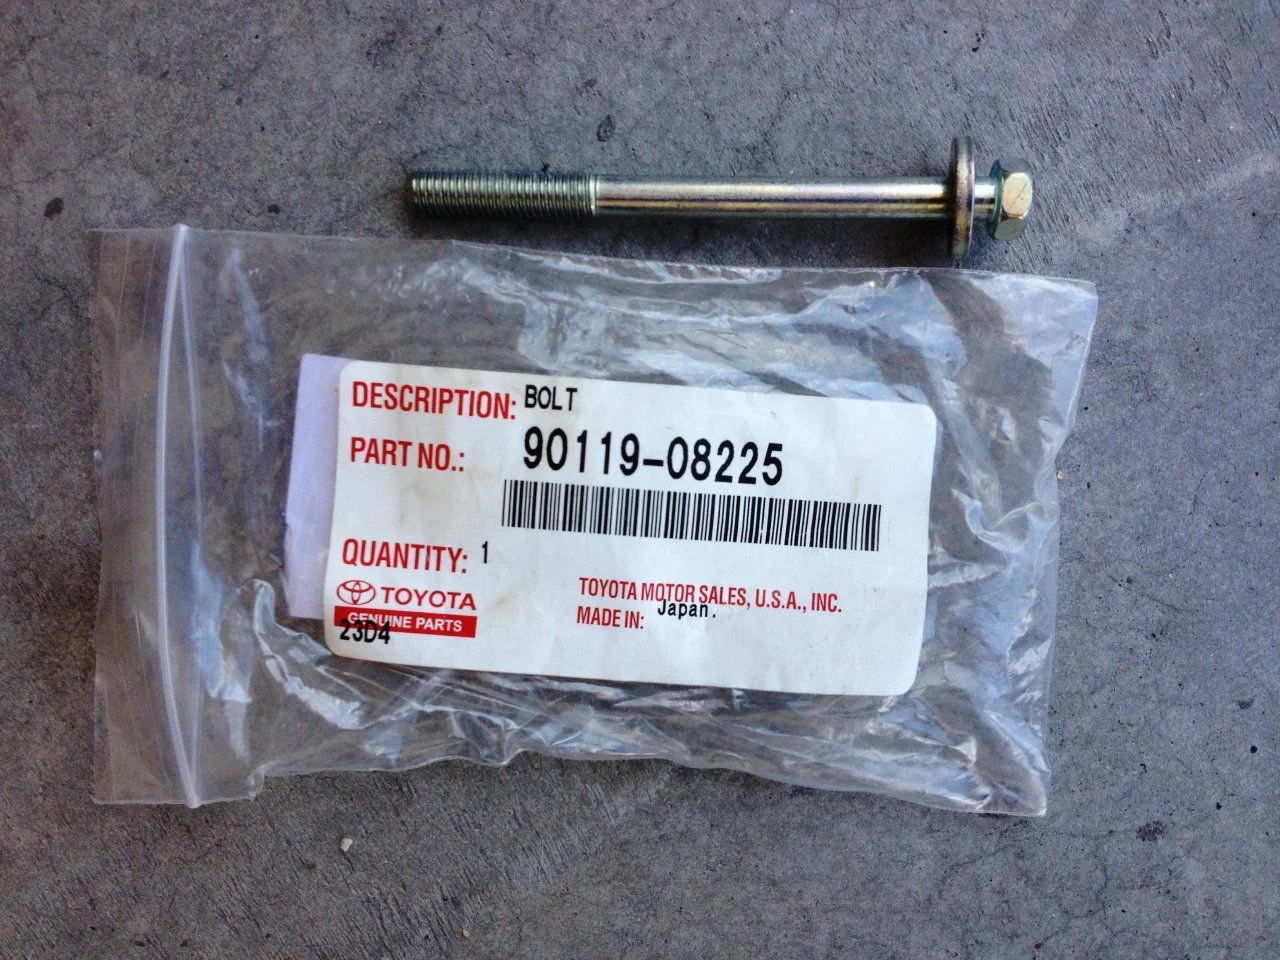 DESCRIPTION: BOLT
PART NO.: 90119-08225
QUANTITY: 1
TOYOTA
GENUINE PARTS
23D4
TOYOTA MOTOR SALES, U.S.A., INC.
MADE IN: Japan.